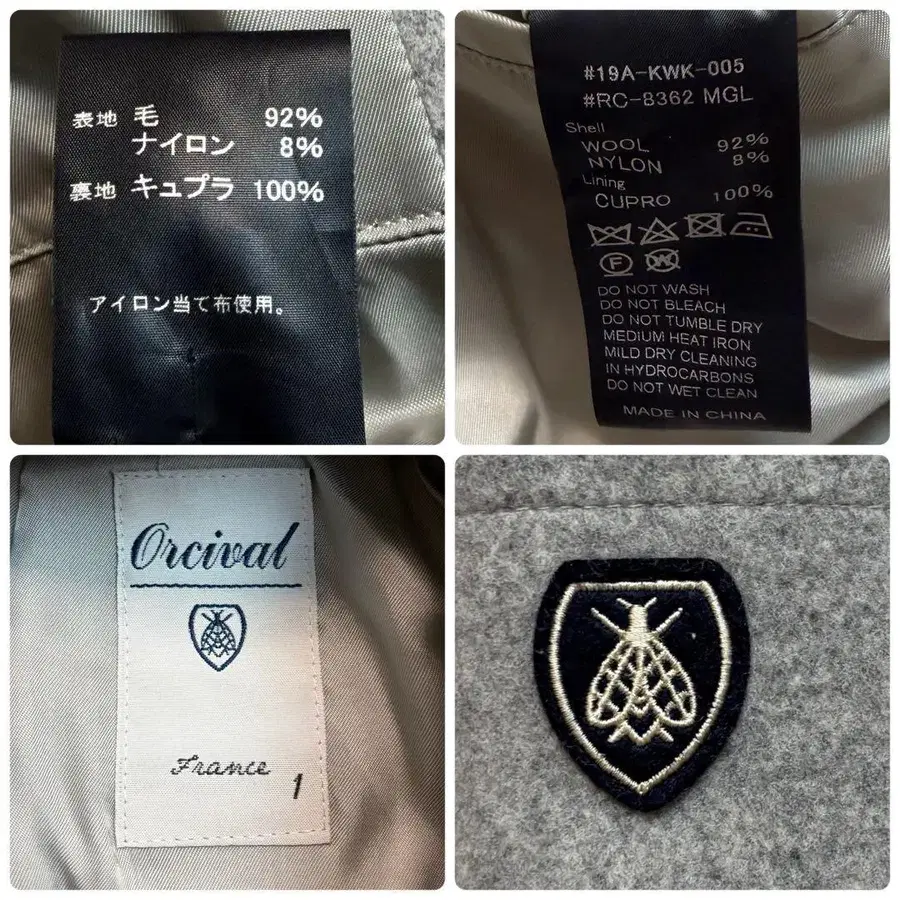 表地 毛 92%
ナイロン 8%
裏地 キュプラ 100%
アイロン当て布使用。
#19A-KWK-005
#RC-8362 MGL
Shell
WOOL 92%
NYLON 8%
Lining
CUPRO 100%
F W
DO NOT WASH
DO NOT BLEACH
DO NOT TUMBLE DRY
MEDIUM HEAT IRON
MILD DRY CLEANING
IN HYDROCARBONS
DO NOT WET CLEAN
MADE IN CHINA
Orcival
France
1